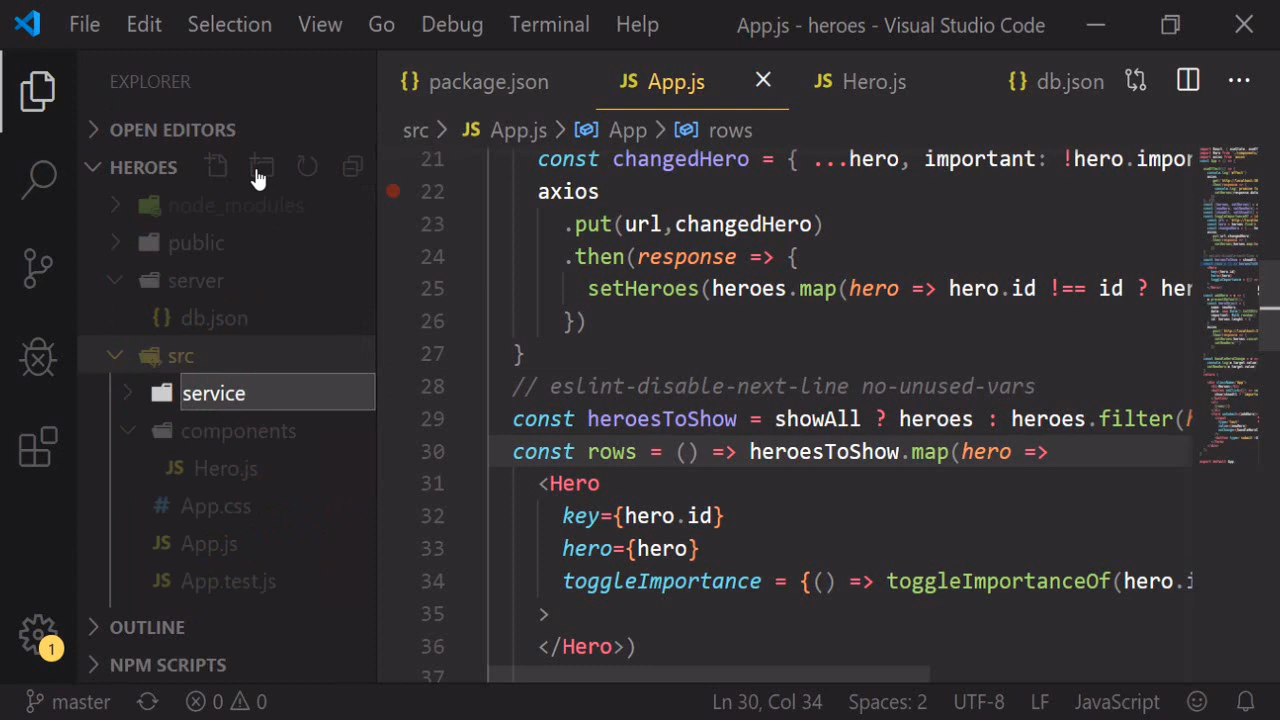 File Edit Selection View Go Debug Terminal Help App.js - heroes - Visual Studio Code
EXPLORER
OPEN EDITORS
HEROES
node_modules
public
server
db.json
src
service
components
Hero.js
App.css
App.js
App.test.js
OUTLINE
NPM SCRIPTS
{} package.json JS App.js JS Hero.js {} db.json
src > JS App.js > App > rows
21 const changedHero = { ...hero, important: !hero.impor
22 axios
23 .put(url,changedHero)
24 .then(response => {
25 setHeroes(heroes.map(hero => hero.id !== id ? her
26 })
27 }
28 // eslint-disable-next-line no-unused-vars
29 const heroesToShow = showAll ? heroes : heroes.filter(h
30 const rows = () => heroesToShow.map(hero =>
31 <Hero
32 key={hero.id}
33 hero={hero}
34 toggleImportance = {() => toggleImportanceOf(hero.i
35 >
36 </Hero>)
37
1
master 0 0 Ln 30, Col 34 Spaces: 2 UTF-8 LF JavaScript